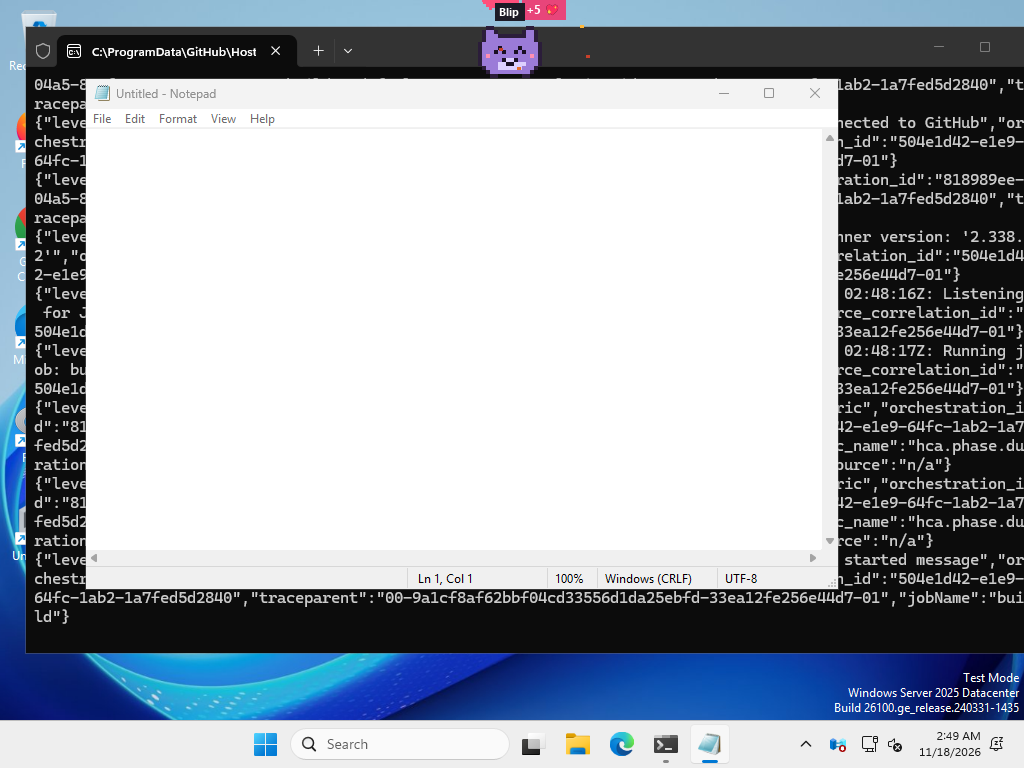 Blip +5
C:\ProgramData\GitHub\Host
04a5-8
1ab2-1a7fed5d2840","t
racepa
Untitled - Notepad
{"leve
nected to GitHub","or
File Edit Format View Help
chestr
n_id":"504e1d42-e1e9-
64fc-1
d7-01"}
{"leve
ration_id":"818989ee-
04a5-8
1ab2-1a7fed5d2840","t
racepa
{"leve
nner version: '2.338.
2'","o
relation_id":"504e1d4
2-e1e9
e256e44d7-01"}
{"leve
02:48:16Z: Listening
for J
rce_correlation_id":"
504e1d
33ea12fe256e44d7-01"}
{"leve
02:48:17Z: Running j
ob: bu
rce_correlation_id":"
504e1d
33ea12fe256e44d7-01"}
{"leve
ric","orchestration_i
d":"81
42-e1e9-64fc-1ab2-1a7
fed5d2
c_name":"hca.phase.du
ration
ource":"n/a"}
{"leve
ric","orchestration_i
d":"81
42-e1e9-64fc-1ab2-1a7
fed5d2
c_name":"hca.phase.du
ration
rce":"n/a"}
{"leve
started message","or
chestr
n_id":"504e1d42-e1e9-
Ln 1, Col 1 100% Windows (CRLF) UTF-8
64fc-1ab2-1a7fed5d2840","traceparent":"00-9a1cf8af62bbf04cd33556d1da25ebfd-33ea12fe256e44d7-01","jobName":"bui
ld"}
Test Mode
Windows Server 2025 Datacenter
Build 26100.ge_release.240331-1435
Search
2:49 AM
11/18/2026